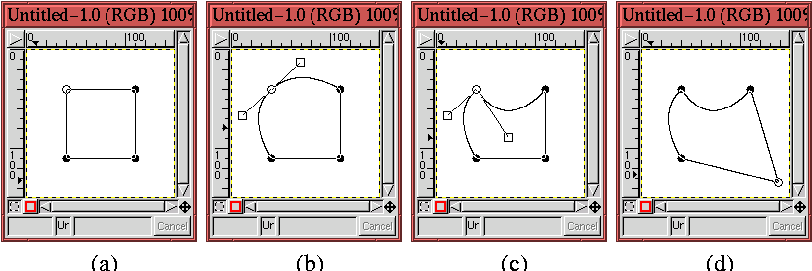 Untitled-1.0 (RGB) 100% Untitled-1.0 (RGB) 100% Untitled-1.0 (RGB) 100% Untitled-1.0 (RGB) 100%
0 100 0 100 0 100 0 100
0 0 0 0
100 100 100 100
Ur Cancel Ur Cancel Ur Cancel Ur Cancel
(a) (b) (c) (d)